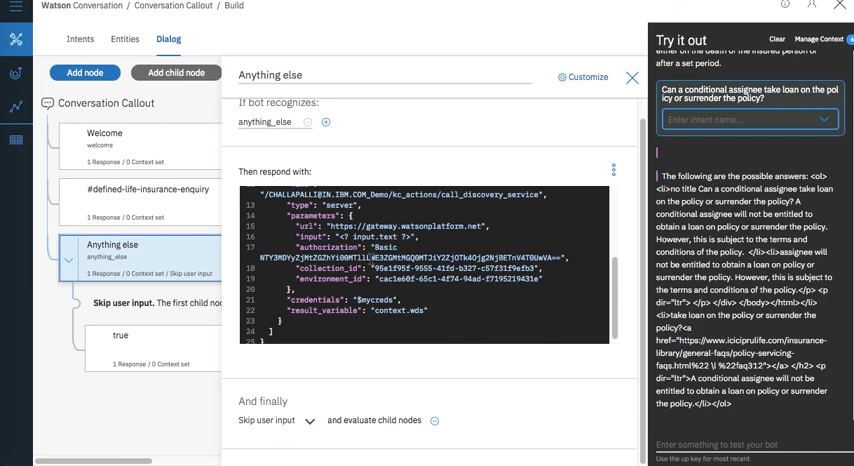 Watson Conversation / Conversation Callout / Build
Intents Entities Dialog
Add node
Add child node
Conversation Callout
Welcome
welcome
1 Response / 0 Context set
#defined-life-insurance-enquiry
1 Response / 0 Context set
Anything else
anything_else
1 Response / 0 Context set / Skip user input
Skip user input. The first child noc
true
1 Response / 0 Context set
Anything else
Customize
If bot recognizes:
anything_else
Then respond with:
"/CHALLAPALLI@IN.IBM.COM_Demo/kc_actions/call_discovery_service",
13 "type": "server",
14 "parameters": {
15 "url": "https://gateway.watsonplatform.net",
16 "input": "<? input.text ?>",
17 "authorization": "Basic
18 "collection_id": "95e1f95f-9555-41fd-b327-c57f31f9efb3",
19 "environment_id": "cac1e60f-65c1-4f74-94ad-f7195219431e"
20 },
21 "credentials": "$mycreds",
22 "result_variable": "context.wds"
23 }
24 ]
25 }
And finally
Skip user input and evaluate child nodes
Try it out
Clear Manage Context
either on the death of the insured person or
after a set period.
Can a conditional assignee take loan on the pol
icy or surrender the policy?
Enter intent name...
The following are the possible answers: <ol>
<li>no title Can a conditional assignee take loan
on the policy or surrender the policy? A
conditional assignee will not be entitled to
obtain a loan on policy or surrender the policy.
However, this is subject to the terms and
conditions of the policy. </li><li>assignee will
not be entitled to obtain a loan on policy or
surrender the policy. However, this is subject to
the terms and conditions of the policy.</p> <p
dir="ltr"> </p> </div> </body></html></li>
<li>take loan on the policy or surrender the
policy?<a
href="https://www.iciciprulife.com/insurance-
library/general-faqs/policy-servicing-
faqs.html%22 \l %22faq312"></a> </h2> <p
dir="ltr">A conditional assignee will not be
entitled to obtain a loan on policy or surrender
the policy.</li></ol>
Enter something to test your bot
Use the up key for most recent